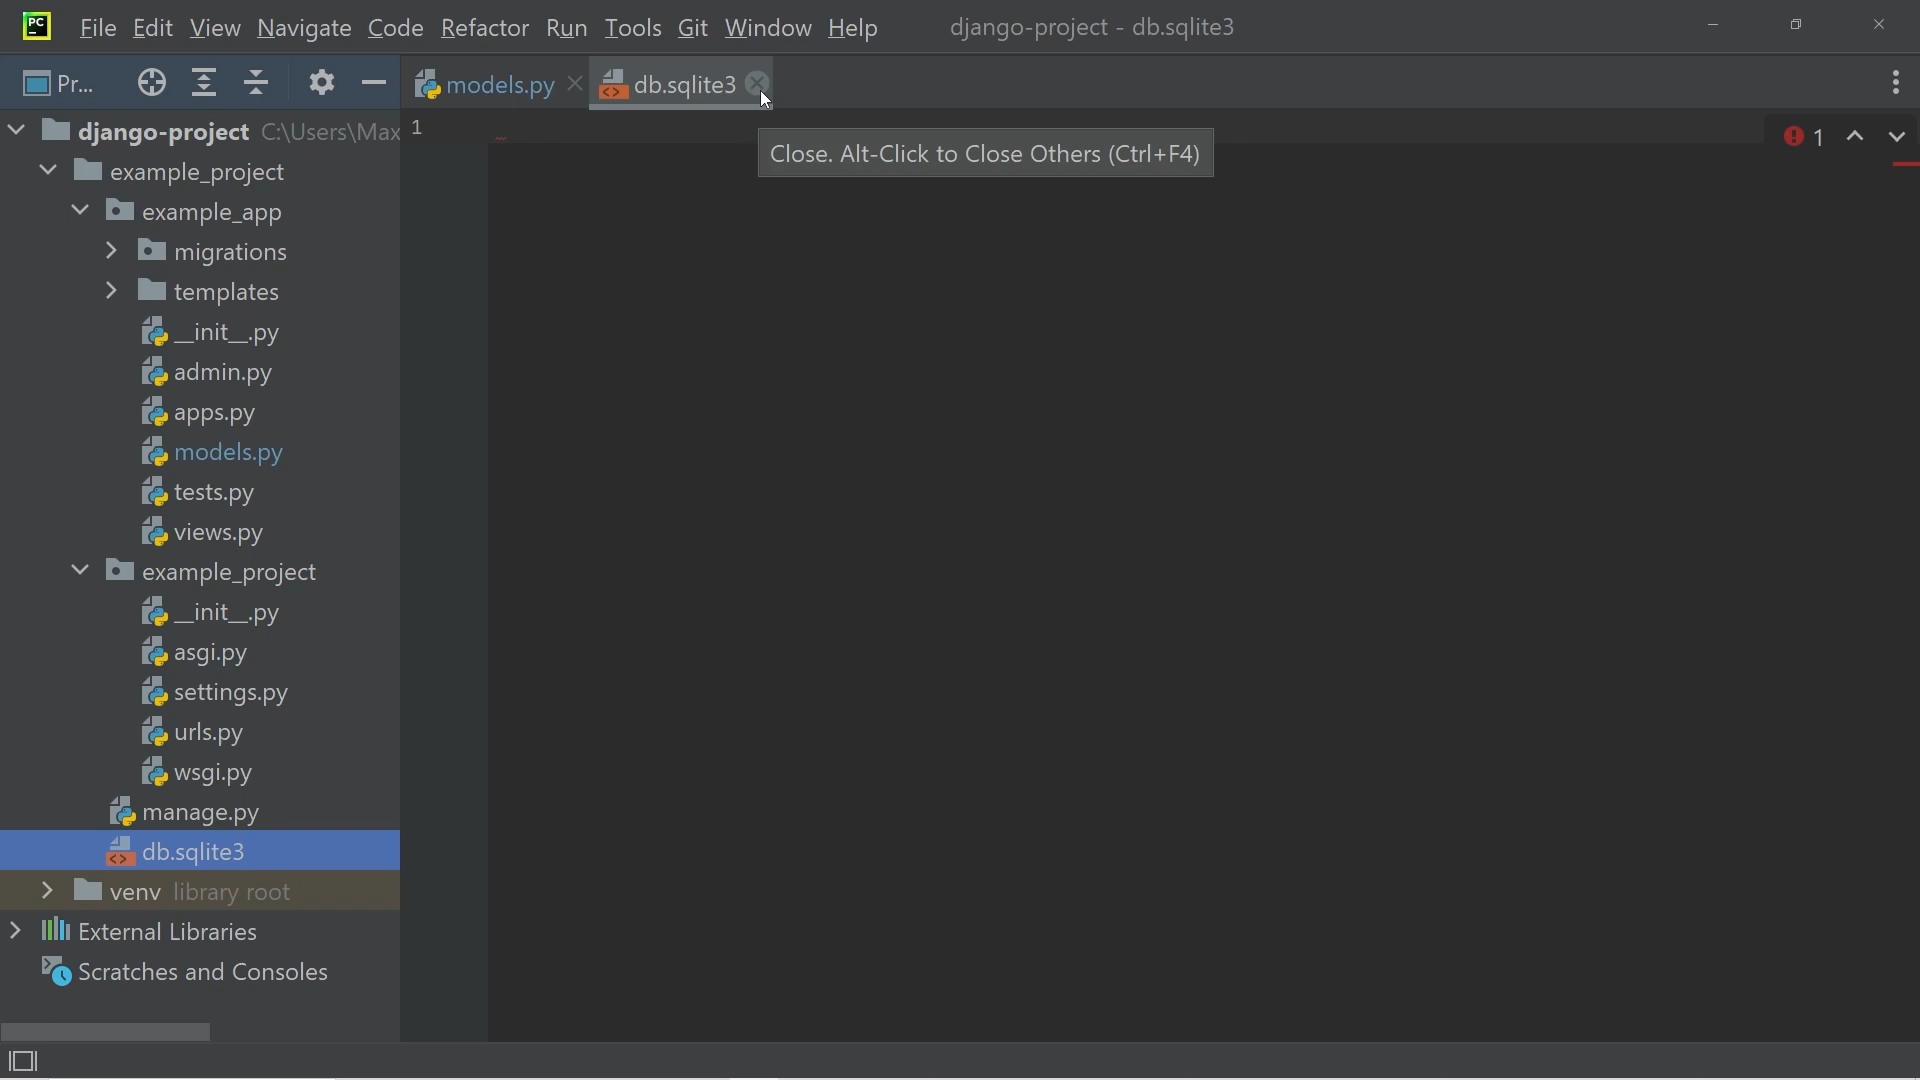 PC File Edit View Navigate Code Refactor Run Tools Git Window Help django-project - db.sqlite3
Pr... models.py db.sqlite3
django-project C:\Users\Max 1
Close. Alt-Click to Close Others (Ctrl+F4)
1
example_project
example_app
migrations
templates
__init__.py
admin.py
apps.py
models.py
tests.py
views.py
example_project
__init__.py
asgi.py
settings.py
urls.py
wsgi.py
manage.py
db.sqlite3
venv library root
External Libraries
Scratches and Consoles